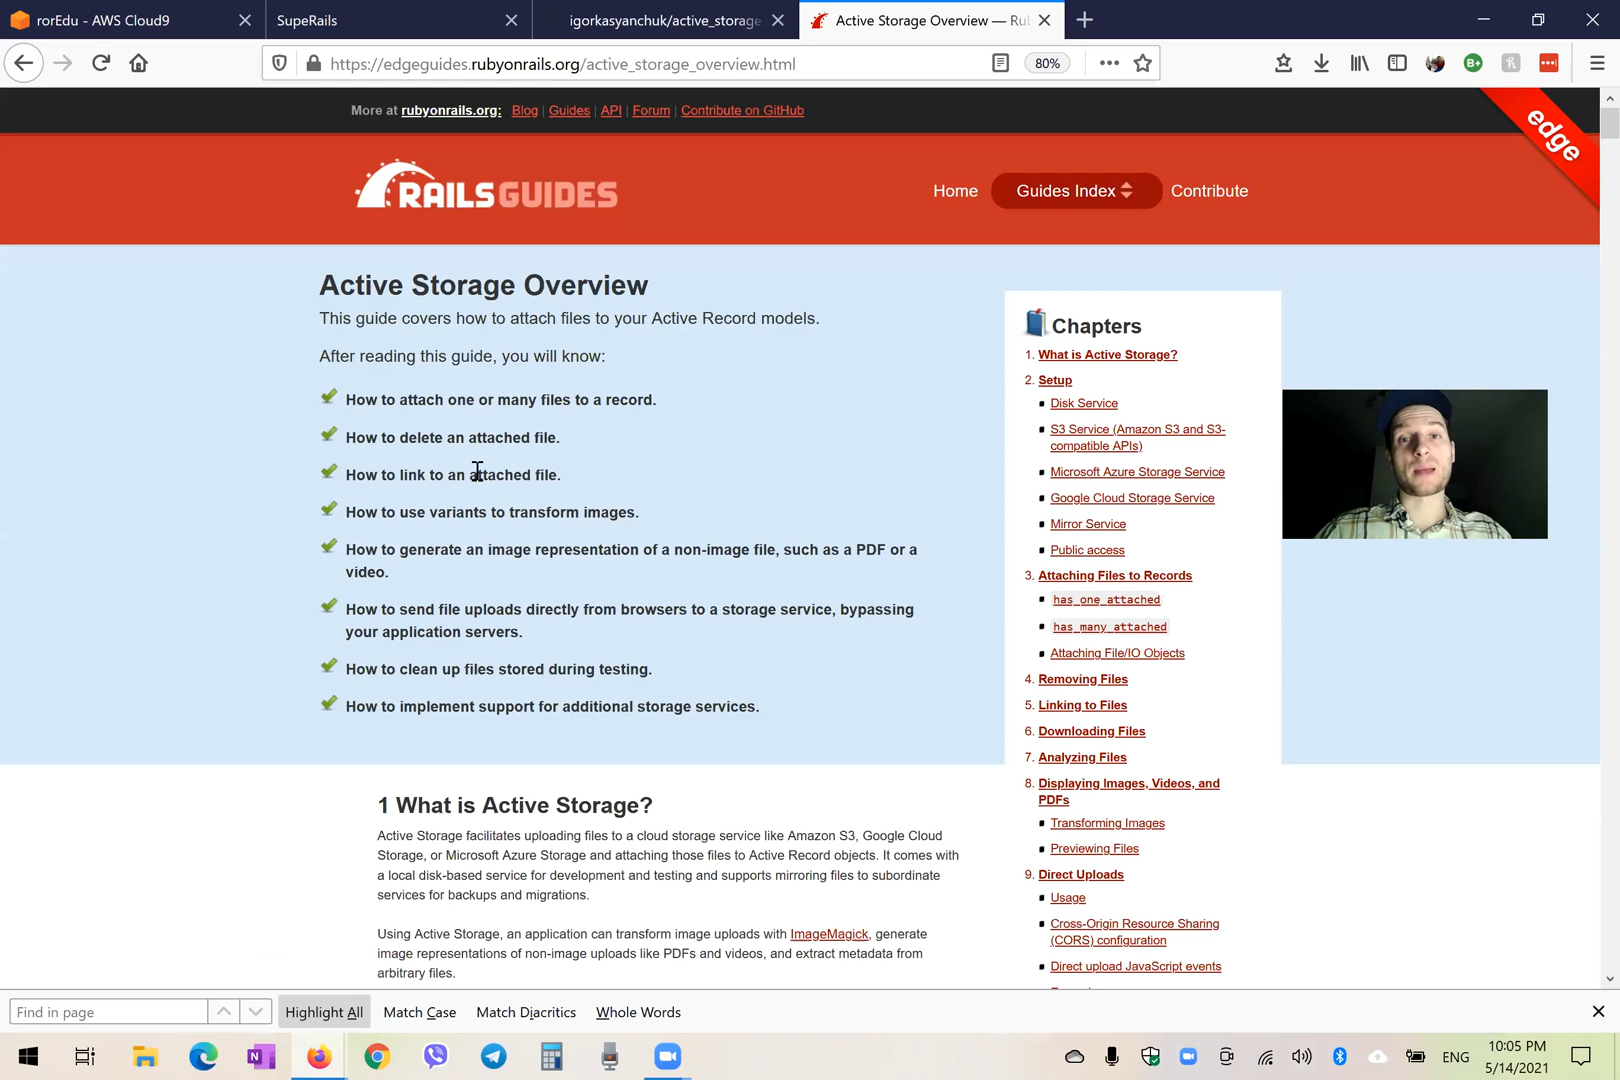 rorEdu - AWS Cloud9
SupeRails
igorkasyanchuk/active_storage
Active Storage Overview — Ru
https://edgeguides.rubyonrails.org/active_storage_overview.html
80%
More at rubyonrails.org: Blog | Guides | API | Forum | Contribute on GitHub
edge
RAILSGUIDES
Home
Guides Index
Contribute
Active Storage Overview
This guide covers how to attach files to your Active Record models.
After reading this guide, you will know:
How to attach one or many files to a record.
How to delete an attached file.
How to link to an attached file.
How to use variants to transform images.
How to generate an image representation of a non-image file, such as a PDF or a
video.
How to send file uploads directly from browsers to a storage service, bypassing
your application servers.
How to clean up files stored during testing.
How to implement support for additional storage services.
Chapters
1. What is Active Storage?
2. Setup
Disk Service
S3 Service (Amazon S3 and S3-
compatible APIs)
Microsoft Azure Storage Service
Google Cloud Storage Service
Mirror Service
Public access
3. Attaching Files to Records
has_one_attached
has_many_attached
Attaching File/IO Objects
4. Removing Files
5. Linking to Files
6. Downloading Files
7. Analyzing Files
8. Displaying Images, Videos, and
PDFs
Transforming Images
Previewing Files
9. Direct Uploads
Usage
Cross-Origin Resource Sharing
(CORS) configuration
Direct upload JavaScript events
1 What is Active Storage?
Active Storage facilitates uploading files to a cloud storage service like Amazon S3, Google Cloud
Storage, or Microsoft Azure Storage and attaching those files to Active Record objects. It comes with
a local disk-based service for development and testing and supports mirroring files to subordinate
services for backups and migrations.
Using Active Storage, an application can transform image uploads with ImageMagick, generate
image representations of non-image uploads like PDFs and videos, and extract metadata from
arbitrary files.
Find in page
Highlight All
Match Case
Match Diacritics
Whole Words
ENG
10:05 PM
5/14/2021